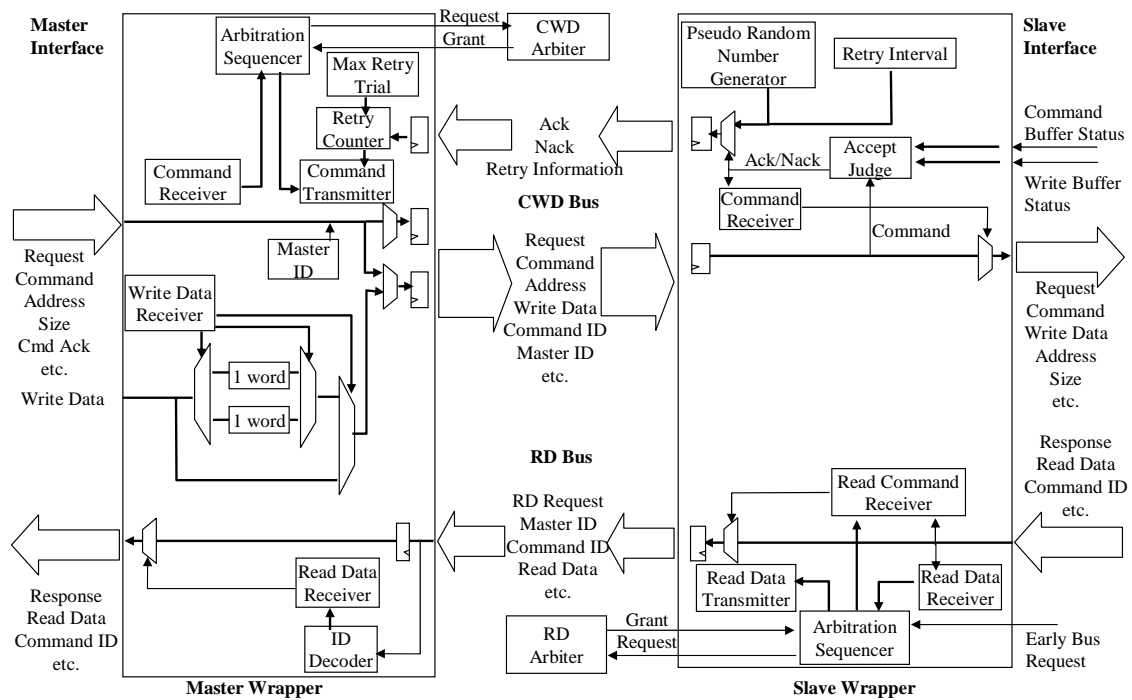 Master
Interface
Arbitration
Sequencer
Request
Grant
CWD
Arbiter
Max Retry
Trial
Retry
Counter
Command
Receiver
Command
Transmitter
Ack
Nack
Retry Information
CWD Bus
Pseudo Random
Number
Generator
Retry Interval
Slave
Interface
Accept
Judge
Ack/Nack
Command
Receiver
Command
Command
Buffer Status
Write Buffer
Status
Request
Command
Address
Size
Cmd Ack
etc.
Write Data
Master
ID
Write Data
Receiver
1 word
1 word
Request
Command
Address
Write Data
Command ID
Master ID
etc.
Request
Command
Write Data
Address
Size
etc.
RD Bus
RD Request
Master ID
Command ID
Read Data
etc.
Response
Read Data
Command ID
etc.
Read Data
Receiver
ID
Decoder
Master Wrapper
RD
Arbiter
Grant
Request
Read Command
Receiver
Read Data
Transmitter
Read Data
Receiver
Arbitration
Sequencer
Slave Wrapper
Response
Read Data
Command ID
etc.
Early Bus
Request